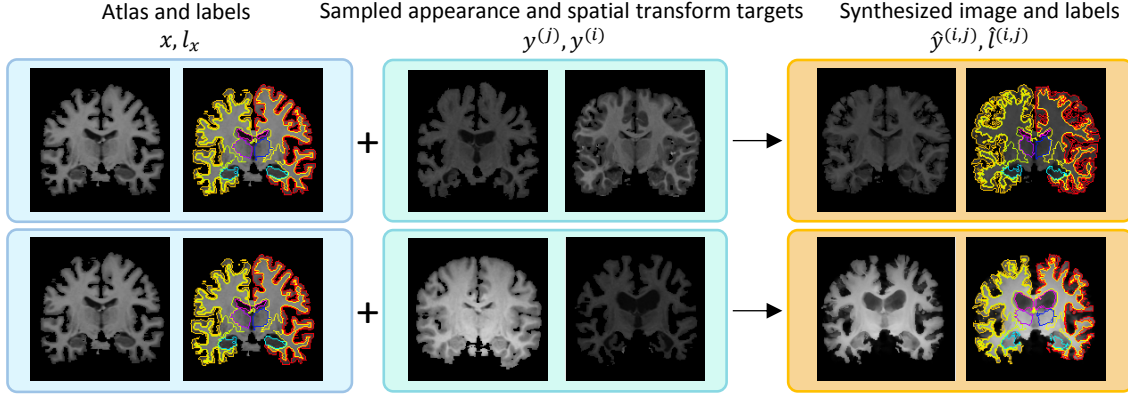 Atlas and labels
x, l_x
Sampled appearance and spatial transform targets
y^{(j)}, y^{(i)}
Synthesized image and labels
ŷ^{(i,j)}, l̂^{(i,j)}
+
+